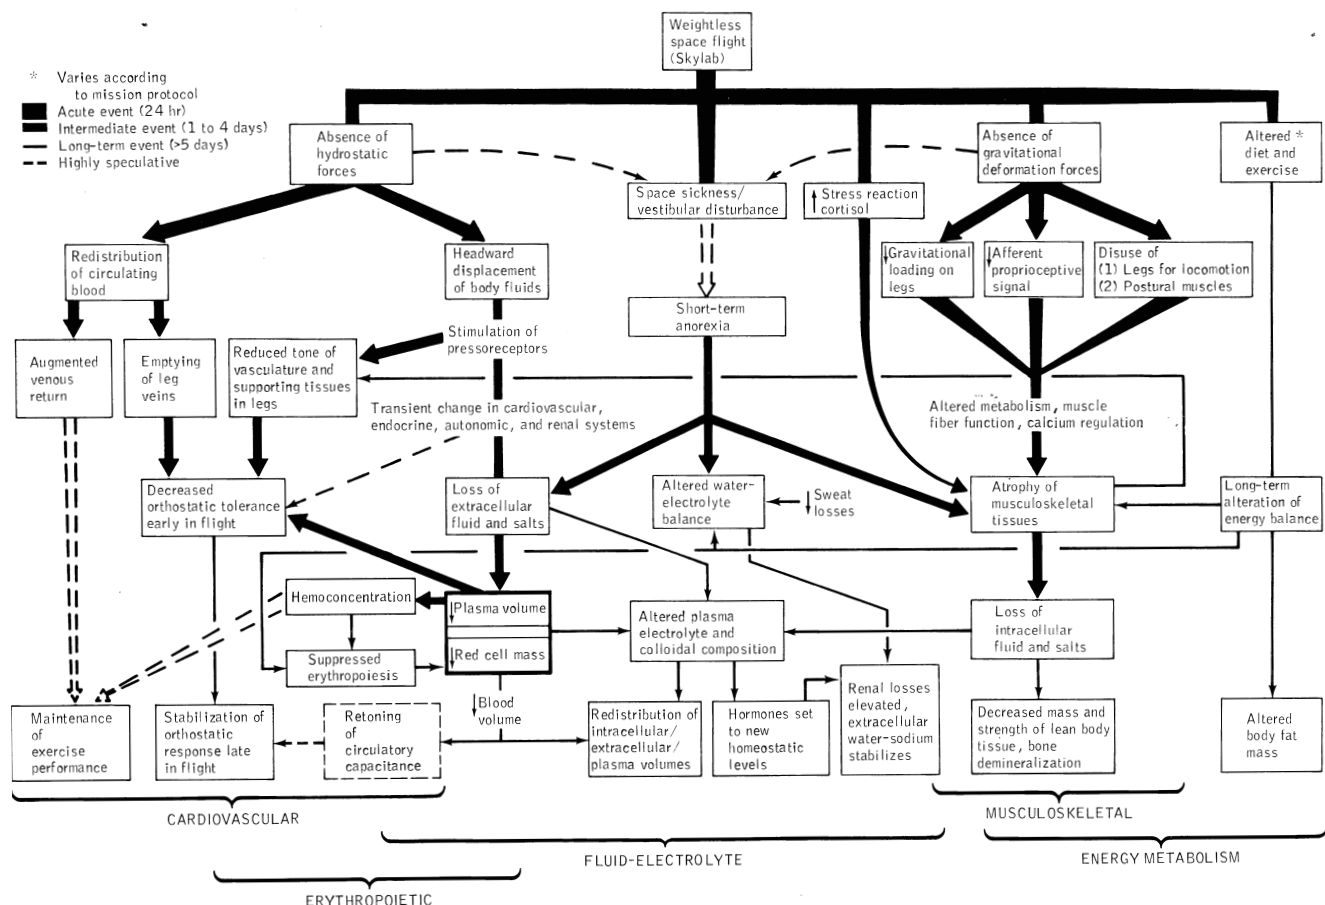 Weightless
space flight
(Skylab)
* Varies according
to mission protocol
Acute event (24 hr)
Intermediate event (1 to 4 days)
Long-term event (>5 days)
Highly speculative
Absence of
hydrostatic
forces
Absence of
gravitational
deformation forces
Altered *
diet and
exercise
Space sickness/
vestibular disturbance
↑ Stress reaction
cortisol
Redistribution
of circulating
blood
Headward
displacement
of body fluids
↓Gravitational
loading on
legs
↓Afferent
proprioceptive
signal
Disuse of
(1) Legs for locomotion
(2) Postural muscles
Short-term
anorexia
Augmented
venous
return
Emptying
of leg
veins
Reduced tone of
vasculature and
supporting tissues
in legs
Stimulation of
pressoreceptors
Transient change in cardiovascular,
endocrine, autonomic, and renal systems
Altered metabolism, muscle
fiber function, calcium regulation
Decreased
orthostatic tolerance
early in flight
Loss of
extracellular
fluid and salts
Altered water-
electrolyte
balance
↓ Sweat
losses
Atrophy of
musculoskeletal
tissues
Long-term
alteration of
energy balance
Hemoconcentration
↓Plasma volume
↓Red cell mass
Suppressed
erythropoiesis
Altered plasma
electrolyte and
colloidal composition
Loss of
intracellular
fluid and salts
↓Blood
volume
Maintenance
of
exercise
performance
Stabilization of
orthostatic
response late
in flight
Retoning
of
circulatory
capacitance
Redistribution of
intracellular/
extracellular/
plasma volumes
Hormones set
to new
homeostatic
levels
Renal losses
elevated,
extracellular
water-sodium
stabilizes
Decreased mass and
strength of lean body
tissue, bone
demineralization
Altered
body fat
mass
CARDIOVASCULAR
MUSCULOSKELETAL
FLUID-ELECTROLYTE
ENERGY METABOLISM
ERYTHROPOIETIC